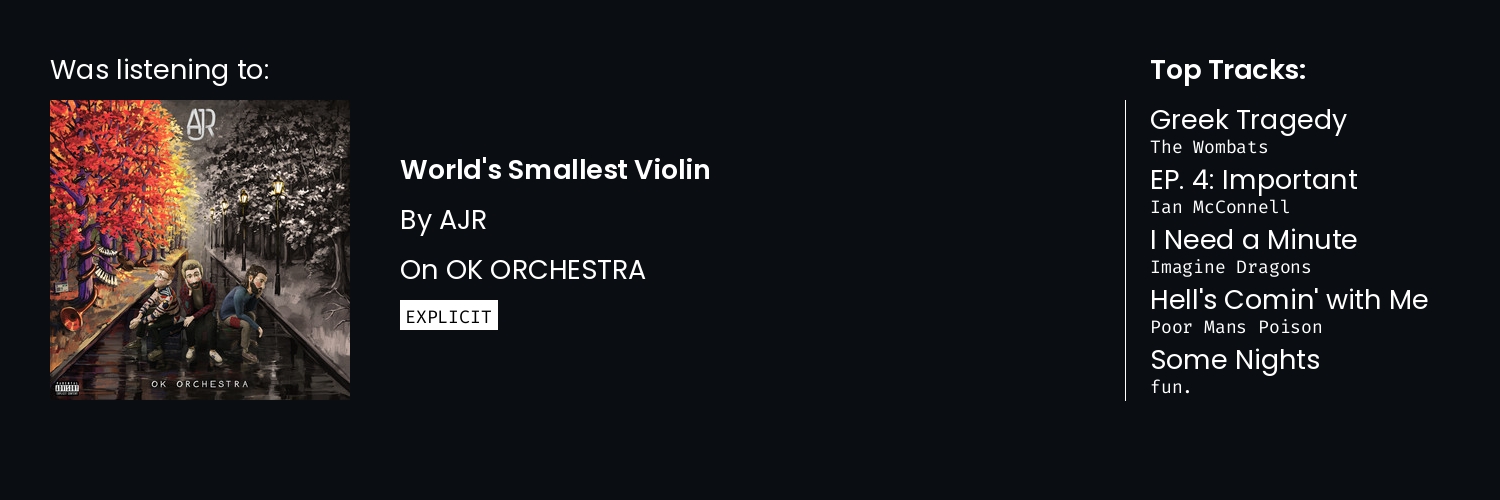 Was listening to:
AJR
OK ORCHESTRA
World's Smallest Violin
By AJR
On OK ORCHESTRA
EXPLICIT
Top Tracks:
Greek Tragedy
The Wombats
EP. 4: Important
Ian McConnell
I Need a Minute
Imagine Dragons
Hell's Comin' with Me
Poor Mans Poison
Some Nights
fun.